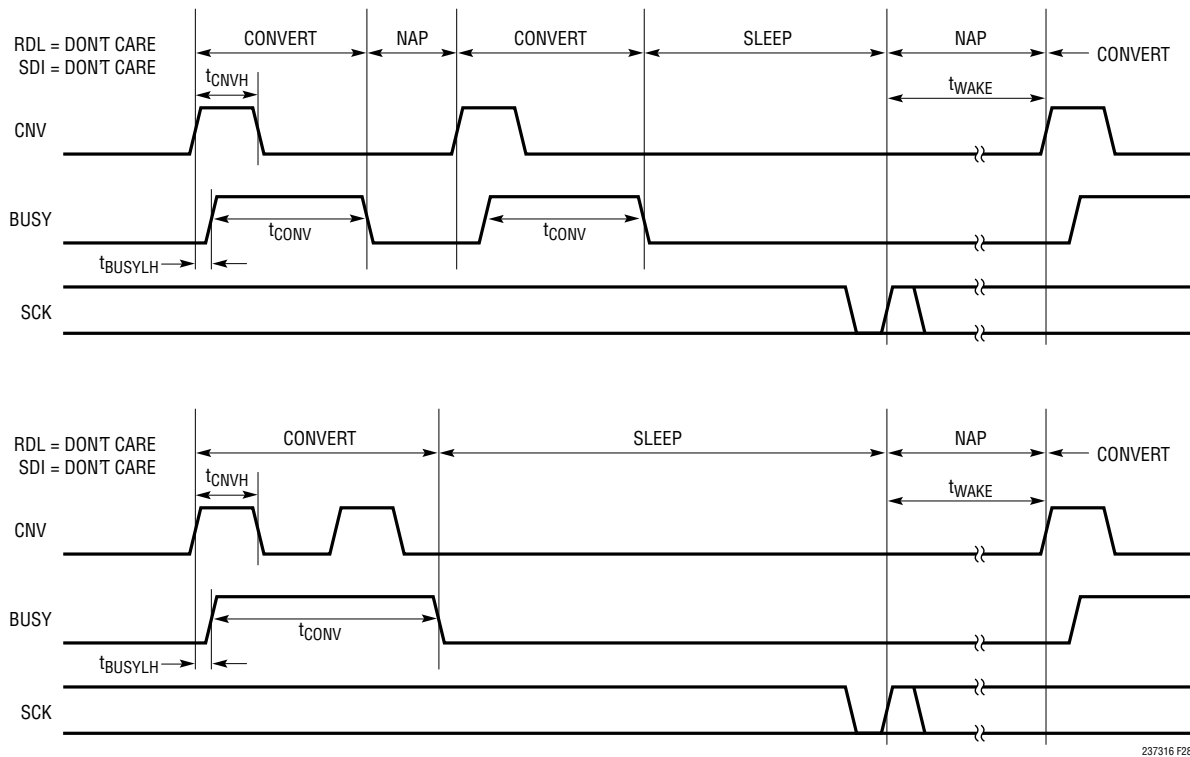 CONVERT NAP CONVERT SLEEP NAP CONVERT
RDL = DON'T CARE
SDI = DON'T CARE
tCNVH tWAKE
CNV
BUSY
tCONV tCONV
tBUSYLH
SCK
CONVERT SLEEP NAP CONVERT
RDL = DON'T CARE
SDI = DON'T CARE
tCNVH tWAKE
CNV
BUSY
tCONV
tBUSYLH
SCK
237316 F28